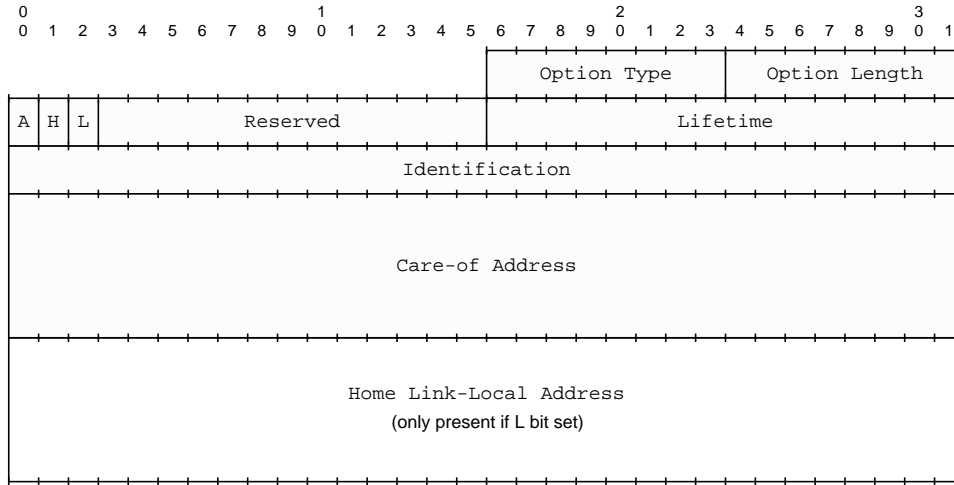 0 1 2 3
0 1 2 3 4 5 6 7 8 9 0 1 2 3 4 5 6 7 8 9 0 1 2 3 4 5 6 7 8 9 0 1
Option Type Option Length
A H L Reserved Lifetime
Identification
Care-of Address
Home Link-Local Address
(only present if L bit set)